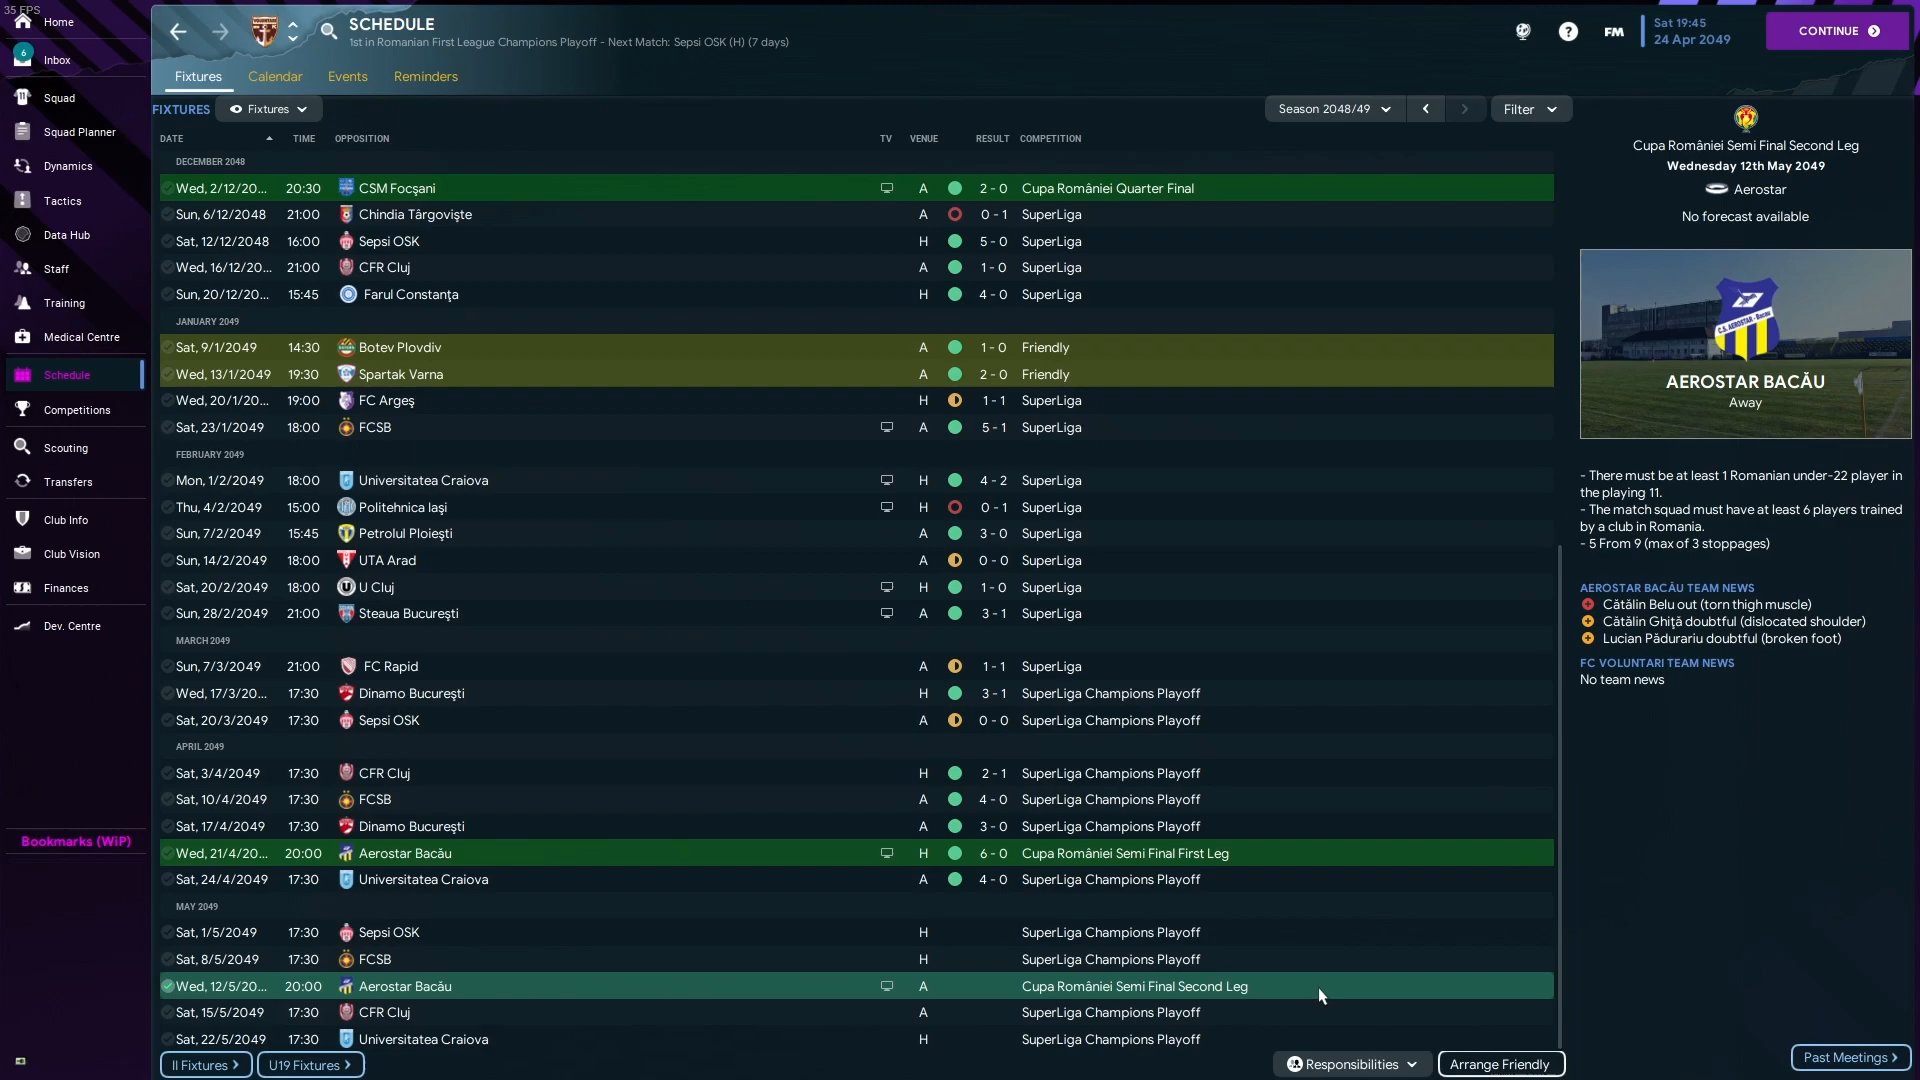 35 FPS
Home
6
Inbox
Squad
Squad Planner
Dynamics
Tactics
Data Hub
Staff
Training
Medical Centre
Schedule
Competitions
Scouting
Transfers
Club Info
Club Vision
Finances
Dev. Centre
Bookmarks (WiP)
SCHEDULE
1st in Romanian First League Champions Playoff - Next Match: Sepsi OSK (H) (7 days)
FM
Sat 19:45
24 Apr 2049
CONTINUE
Fixtures Calendar Events Reminders
FIXTURES Fixtures Season 2048/49 Filter
DATE TIME OPPOSITION TV VENUE RESULT COMPETITION
DECEMBER 2048
Wed, 2/12/20... 20:30 CSM Focșani A 2 - 0 Cupa României Quarter Final
Sun, 6/12/2048 21:00 Chindia Târgoviște A 0 - 1 SuperLiga
Sat, 12/12/2048 16:00 Sepsi OSK H 5 - 0 SuperLiga
Wed, 16/12/20... 21:00 CFR Cluj A 1 - 0 SuperLiga
Sun, 20/12/20... 15:45 Farul Constanța H 4 - 0 SuperLiga
JANUARY 2049
Sat, 9/1/2049 14:30 Botev Plovdiv A 1 - 0 Friendly
Wed, 13/1/2049 19:30 Spartak Varna A 2 - 0 Friendly
Wed, 20/1/20... 19:00 FC Argeș H 1 - 1 SuperLiga
Sat, 23/1/2049 18:00 FCSB A 5 - 1 SuperLiga
FEBRUARY 2049
Mon, 1/2/2049 18:00 Universitatea Craiova H 4 - 2 SuperLiga
Thu, 4/2/2049 15:00 Politehnica Iași H 0 - 1 SuperLiga
Sun, 7/2/2049 15:45 Petrolul Ploiești A 3 - 0 SuperLiga
Sun, 14/2/2049 18:00 UTA Arad A 0 - 0 SuperLiga
Sat, 20/2/2049 18:00 U Cluj H 1 - 0 SuperLiga
Sun, 28/2/2049 21:00 Steaua București A 3 - 1 SuperLiga
MARCH 2049
Sun, 7/3/2049 21:00 FC Rapid A 1 - 1 SuperLiga
Wed, 17/3/20... 17:30 Dinamo București H 3 - 1 SuperLiga Champions Playoff
Sat, 20/3/2049 17:30 Sepsi OSK A 0 - 0 SuperLiga Champions Playoff
APRIL 2049
Sat, 3/4/2049 17:30 CFR Cluj H 2 - 1 SuperLiga Champions Playoff
Sat, 10/4/2049 17:30 FCSB A 4 - 0 SuperLiga Champions Playoff
Sat, 17/4/2049 17:30 Dinamo București A 3 - 0 SuperLiga Champions Playoff
Wed, 21/4/20... 20:00 Aerostar Bacău H 6 - 0 Cupa României Semi Final First Leg
Sat, 24/4/2049 17:30 Universitatea Craiova A 4 - 0 SuperLiga Champions Playoff
MAY 2049
Sat, 1/5/2049 17:30 Sepsi OSK H SuperLiga Champions Playoff
Sat, 8/5/2049 17:30 FCSB H SuperLiga Champions Playoff
Wed, 12/5/20... 20:00 Aerostar Bacău A Cupa României Semi Final Second Leg
Sat, 15/5/2049 17:30 CFR Cluj A SuperLiga Champions Playoff
Sat, 22/5/2049 17:30 Universitatea Craiova H SuperLiga Champions Playoff
II Fixtures U19 Fixtures Responsibilities Arrange Friendly
Cupa României Semi Final Second Leg
Wednesday 12th May 2049
Aerostar
No forecast available
C.S. AEROSTAR - Bacău
AEROSTAR BACĂU
Away
- There must be at least 1 Romanian under-22 player in
the playing 11.
- The match squad must have at least 6 players trained
by a club in Romania.
- 5 From 9 (max of 3 stoppages)
AEROSTAR BACĂU TEAM NEWS
Cătălin Belu out (torn thigh muscle)
Cătălin Ghiță doubtful (dislocated shoulder)
Lucian Pădurariu doubtful (broken foot)
FC VOLUNTARI TEAM NEWS
No team news
Past Meetings